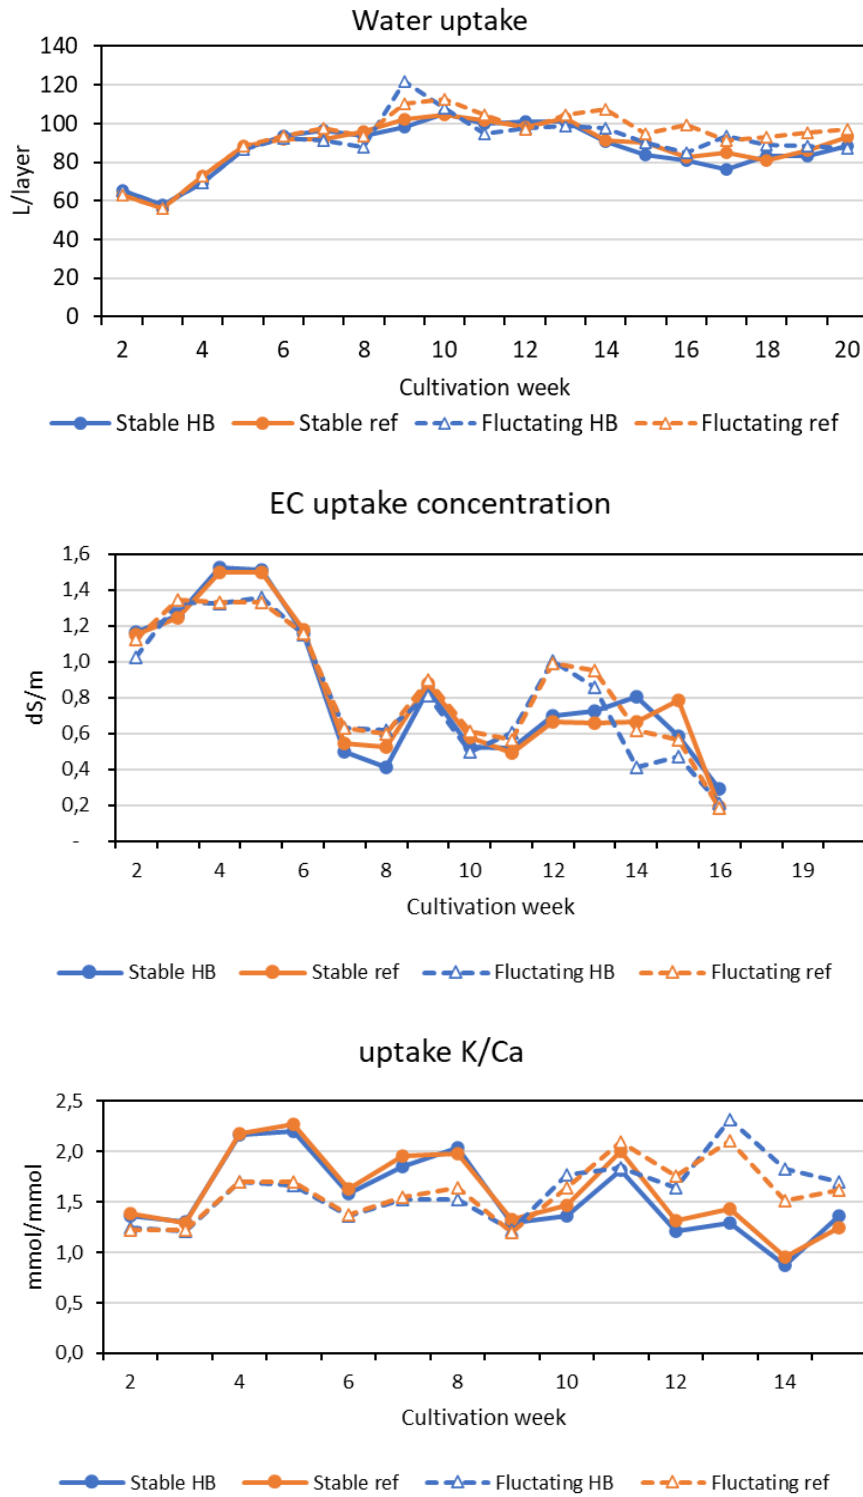 Water uptake
140
120
100
80
60
40
20
0
L/layer
2 4 6 8 10 12 14 16 18 20
Cultivation week
Stable HB Stable ref Fluctating HB Fluctating ref
EC uptake concentration
1,6
1,4
1,2
1,0
0,8
0,6
0,4
0,2
-
dS/m
2 4 6 8 10 12 14 16 19
Cultivation week
Stable HB Stable ref Fluctating HB Fluctating ref
uptake K/Ca
2,5
2,0
1,5
1,0
0,5
0,0
mmol/mmol
2 4 6 8 10 12 14
Cultivation week
Stable HB Stable ref Fluctating HB Fluctating ref